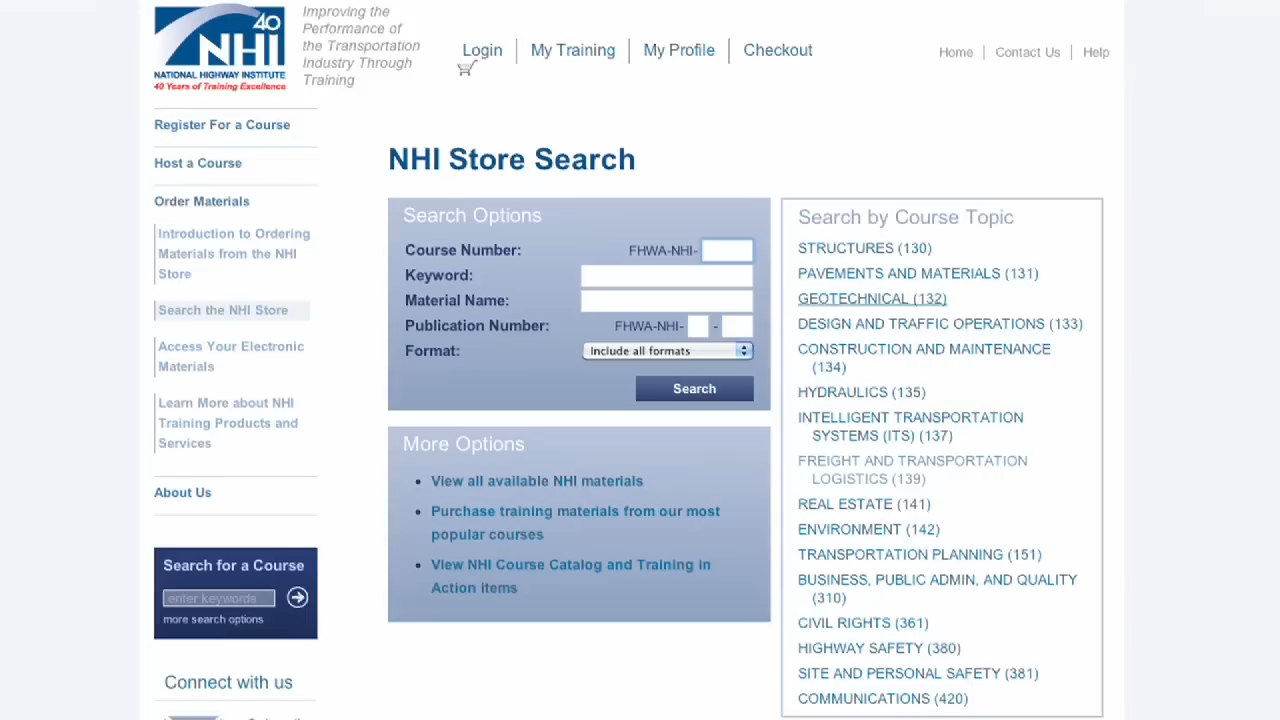 40
NHI
NATIONAL HIGHWAY INSTITUTE
40 Years of Training Excellence
Improving the
Performance of
the Transportation
Industry Through
Training
Login
My Training
My Profile
Checkout
Home
Contact Us
Help
Register For a Course
Host a Course
Order Materials
Introduction to Ordering
Materials from the NHI
Store
Search the NHI Store
Access Your Electronic
Materials
Learn More about NHI
Training Products and
Services
About Us
Search for a Course
enter keywords
more search options
Connect with us
NHI Store Search
Search Options
Course Number: FHWA-NHI-
Keyword:
Material Name:
Publication Number: FHWA-NHI- -
Format: Include all formats
Search
More Options
• View all available NHI materials
• Purchase training materials from our most
popular courses
• View NHI Course Catalog and Training in
Action items
Search by Course Topic
STRUCTURES (130)
PAVEMENTS AND MATERIALS (131)
GEOTECHNICAL (132)
DESIGN AND TRAFFIC OPERATIONS (133)
CONSTRUCTION AND MAINTENANCE
(134)
HYDRAULICS (135)
INTELLIGENT TRANSPORTATION
SYSTEMS (ITS) (137)
FREIGHT AND TRANSPORTATION
LOGISTICS (139)
REAL ESTATE (141)
ENVIRONMENT (142)
TRANSPORTATION PLANNING (151)
BUSINESS, PUBLIC ADMIN, AND QUALITY
(310)
CIVIL RIGHTS (361)
HIGHWAY SAFETY (380)
SITE AND PERSONAL SAFETY (381)
COMMUNICATIONS (420)